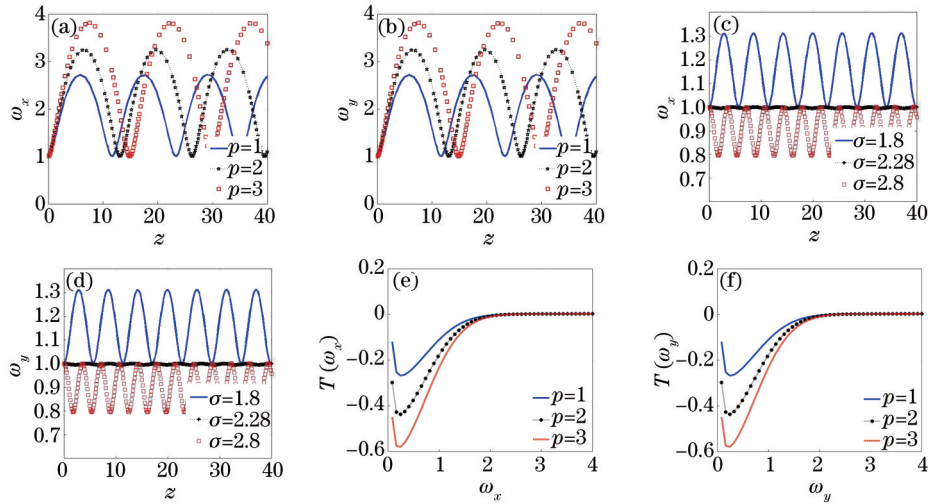 (a)
4
3
2
1
0
ω_x
p=1
p=2
p=3
0 10 20 30 40
z
(b)
4
3
2
1
0
ω_y
p=1
p=2
p=3
0 10 20 30 40
z
(c)
1.3
1.2
1.1
1.0
0.9
0.8
0.7
ω_x
σ=1.8
σ=2.28
σ=2.8
0 10 20 30 40
z
(d)
1.3
1.2
1.1
1.0
0.9
0.8
0.7
ω_y
σ=1.8
σ=2.28
σ=2.8
0 10 20 30 40
z
(e)
0.2
0
−0.2
−0.4
−0.6
T (ω_x)
p=1
p=2
p=3
0 1 2 3 4
ω_x
(f)
0.2
0
−0.2
−0.4
−0.6
T (ω_y)
p=1
p=2
p=3
0 1 2 3 4
ω_y